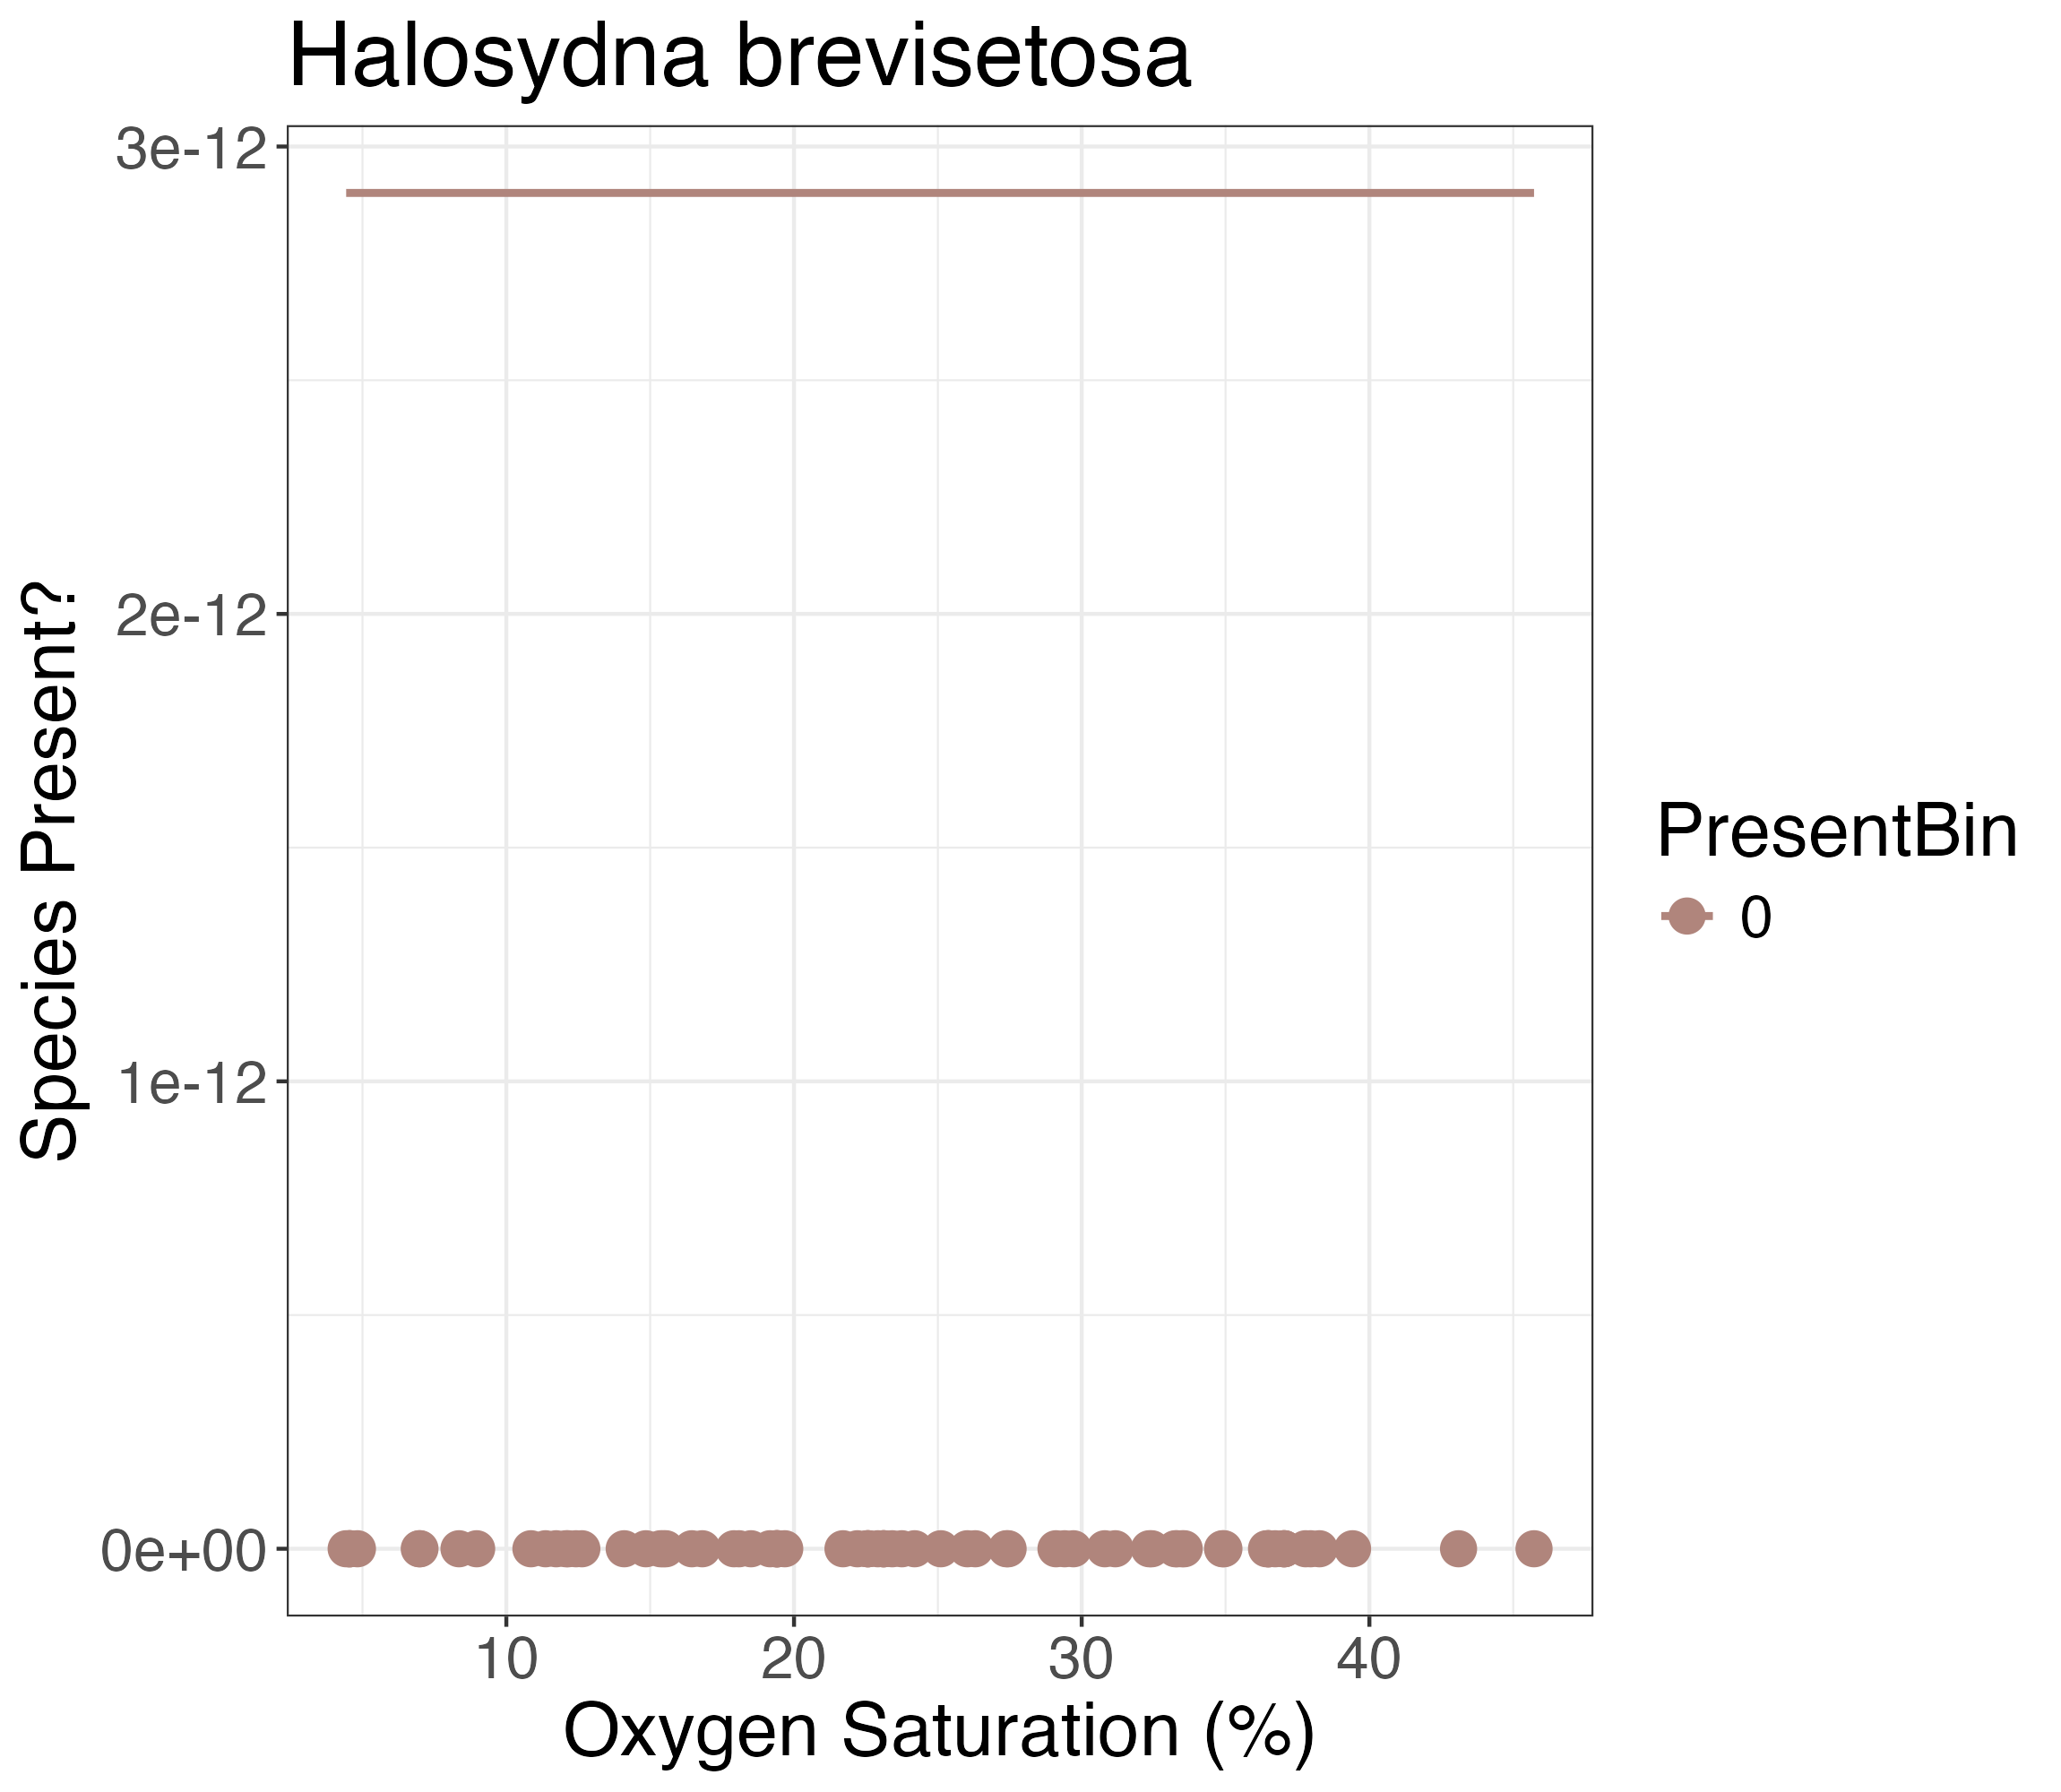 Halosydna brevisetosa
3e-12
2e-12
1e-12
0e+00
Species Present?
10 20 30 40
Oxygen Saturation (%)
PresentBin
0